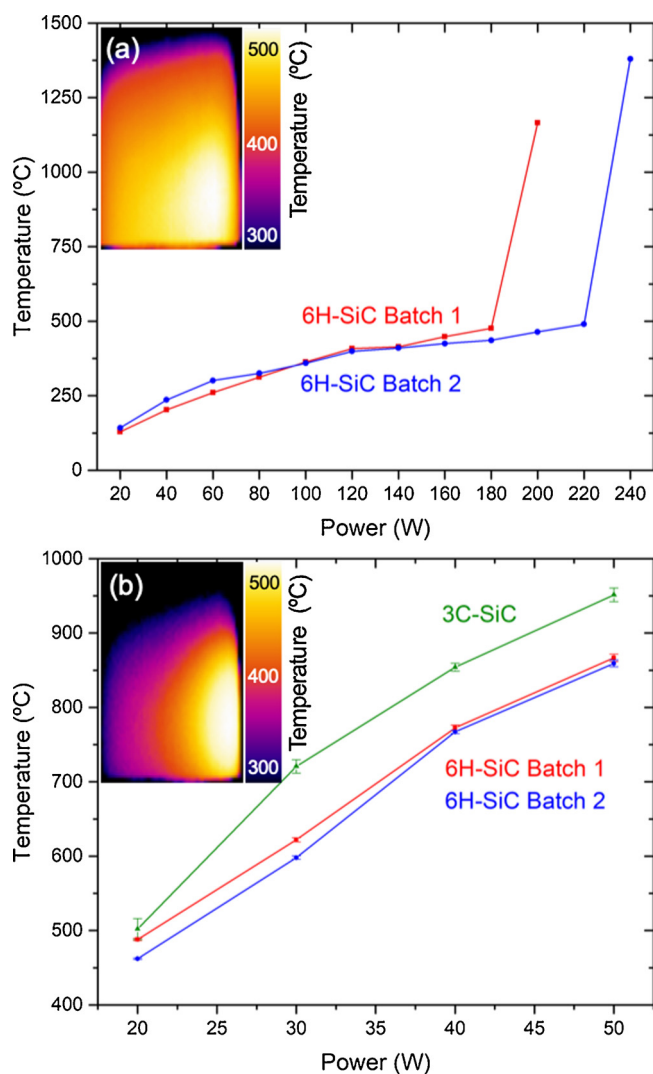 (a)
500
400
300
Temperature (ºC)
1500
1250
1000
750
500
250
0
Temperature (ºC)
6H-SiC Batch 1
6H-SiC Batch 2
20 40 60 80 100 120 140 160 180 200 220 240
Power (W)
(b)
500
400
300
Temperature (ºC)
1000
900
800
700
600
500
400
Temperature (ºC)
3C-SiC
6H-SiC Batch 1
6H-SiC Batch 2
20 25 30 35 40 45 50
Power (W)